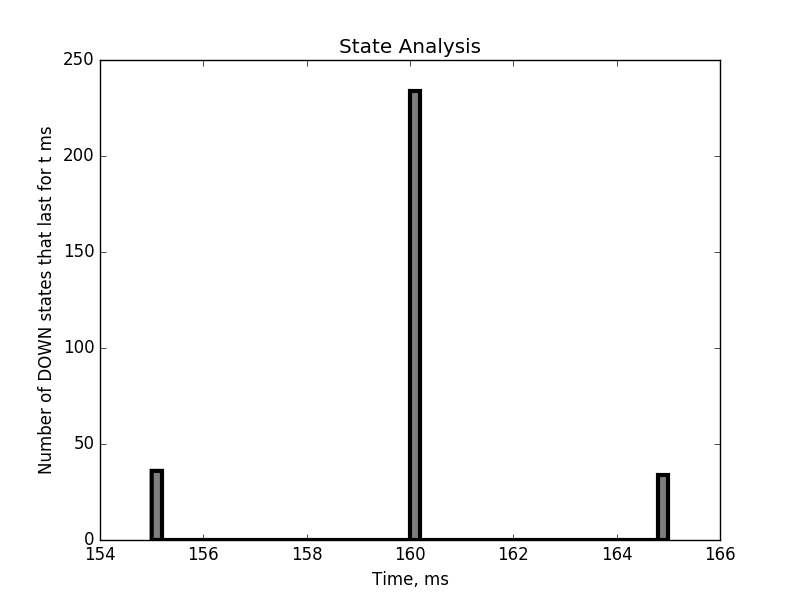 State Analysis
Number of DOWN states that last for t ms
250
200
150
100
50
0
154 156 158 160 162 164 166
Time, ms